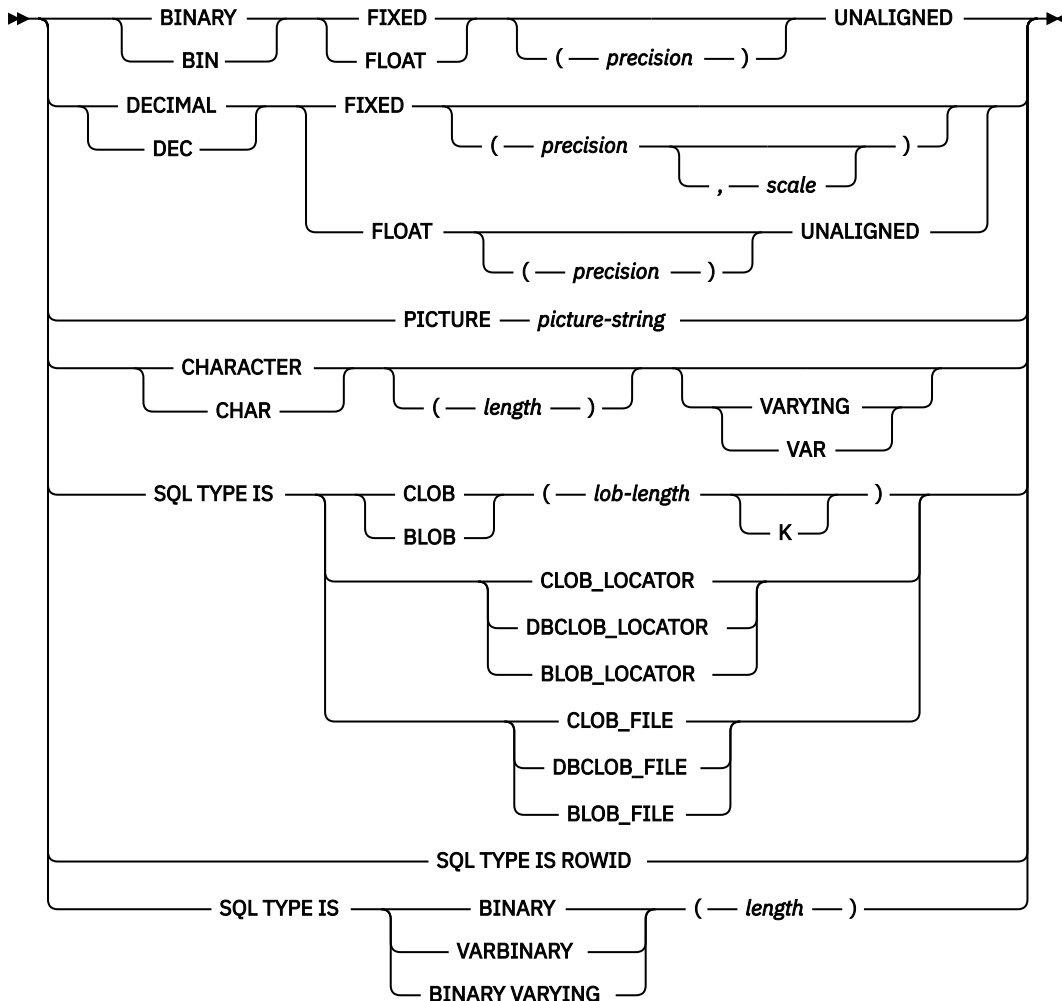 BINARY FIXED UNALIGNED
BIN FLOAT ( precision )
DECIMAL FIXED
DEC ( precision )
, scale
FLOAT UNALIGNED
( precision )
PICTURE picture-string
CHARACTER
CHAR ( length ) VARYING
VAR
SQL TYPE IS CLOB ( lob-length )
BLOB K
CLOB_LOCATOR
DBCLOB_LOCATOR
BLOB_LOCATOR
CLOB_FILE
DBCLOB_FILE
BLOB_FILE
SQL TYPE IS ROWID
SQL TYPE IS BINARY ( length )
VARBINARY
BINARY VARYING